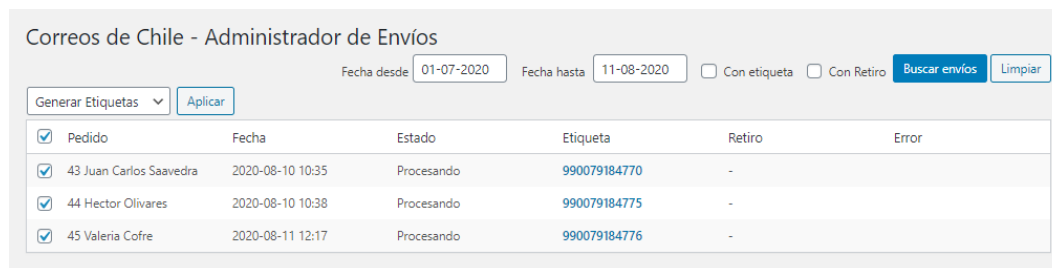 Correos de Chile - Administrador de Envíos
Fecha desde 01-07-2020 Fecha hasta 11-08-2020 Con etiqueta Con Retiro Buscar envíos Limpiar
Generar Etiquetas Aplicar
Pedido Fecha Estado Etiqueta Retiro Error
43 Juan Carlos Saavedra 2020-08-10 10:35 Procesando 990079184770 -
44 Hector Olivares 2020-08-10 10:38 Procesando 990079184775 -
45 Valeria Cofre 2020-08-11 12:17 Procesando 990079184776 -